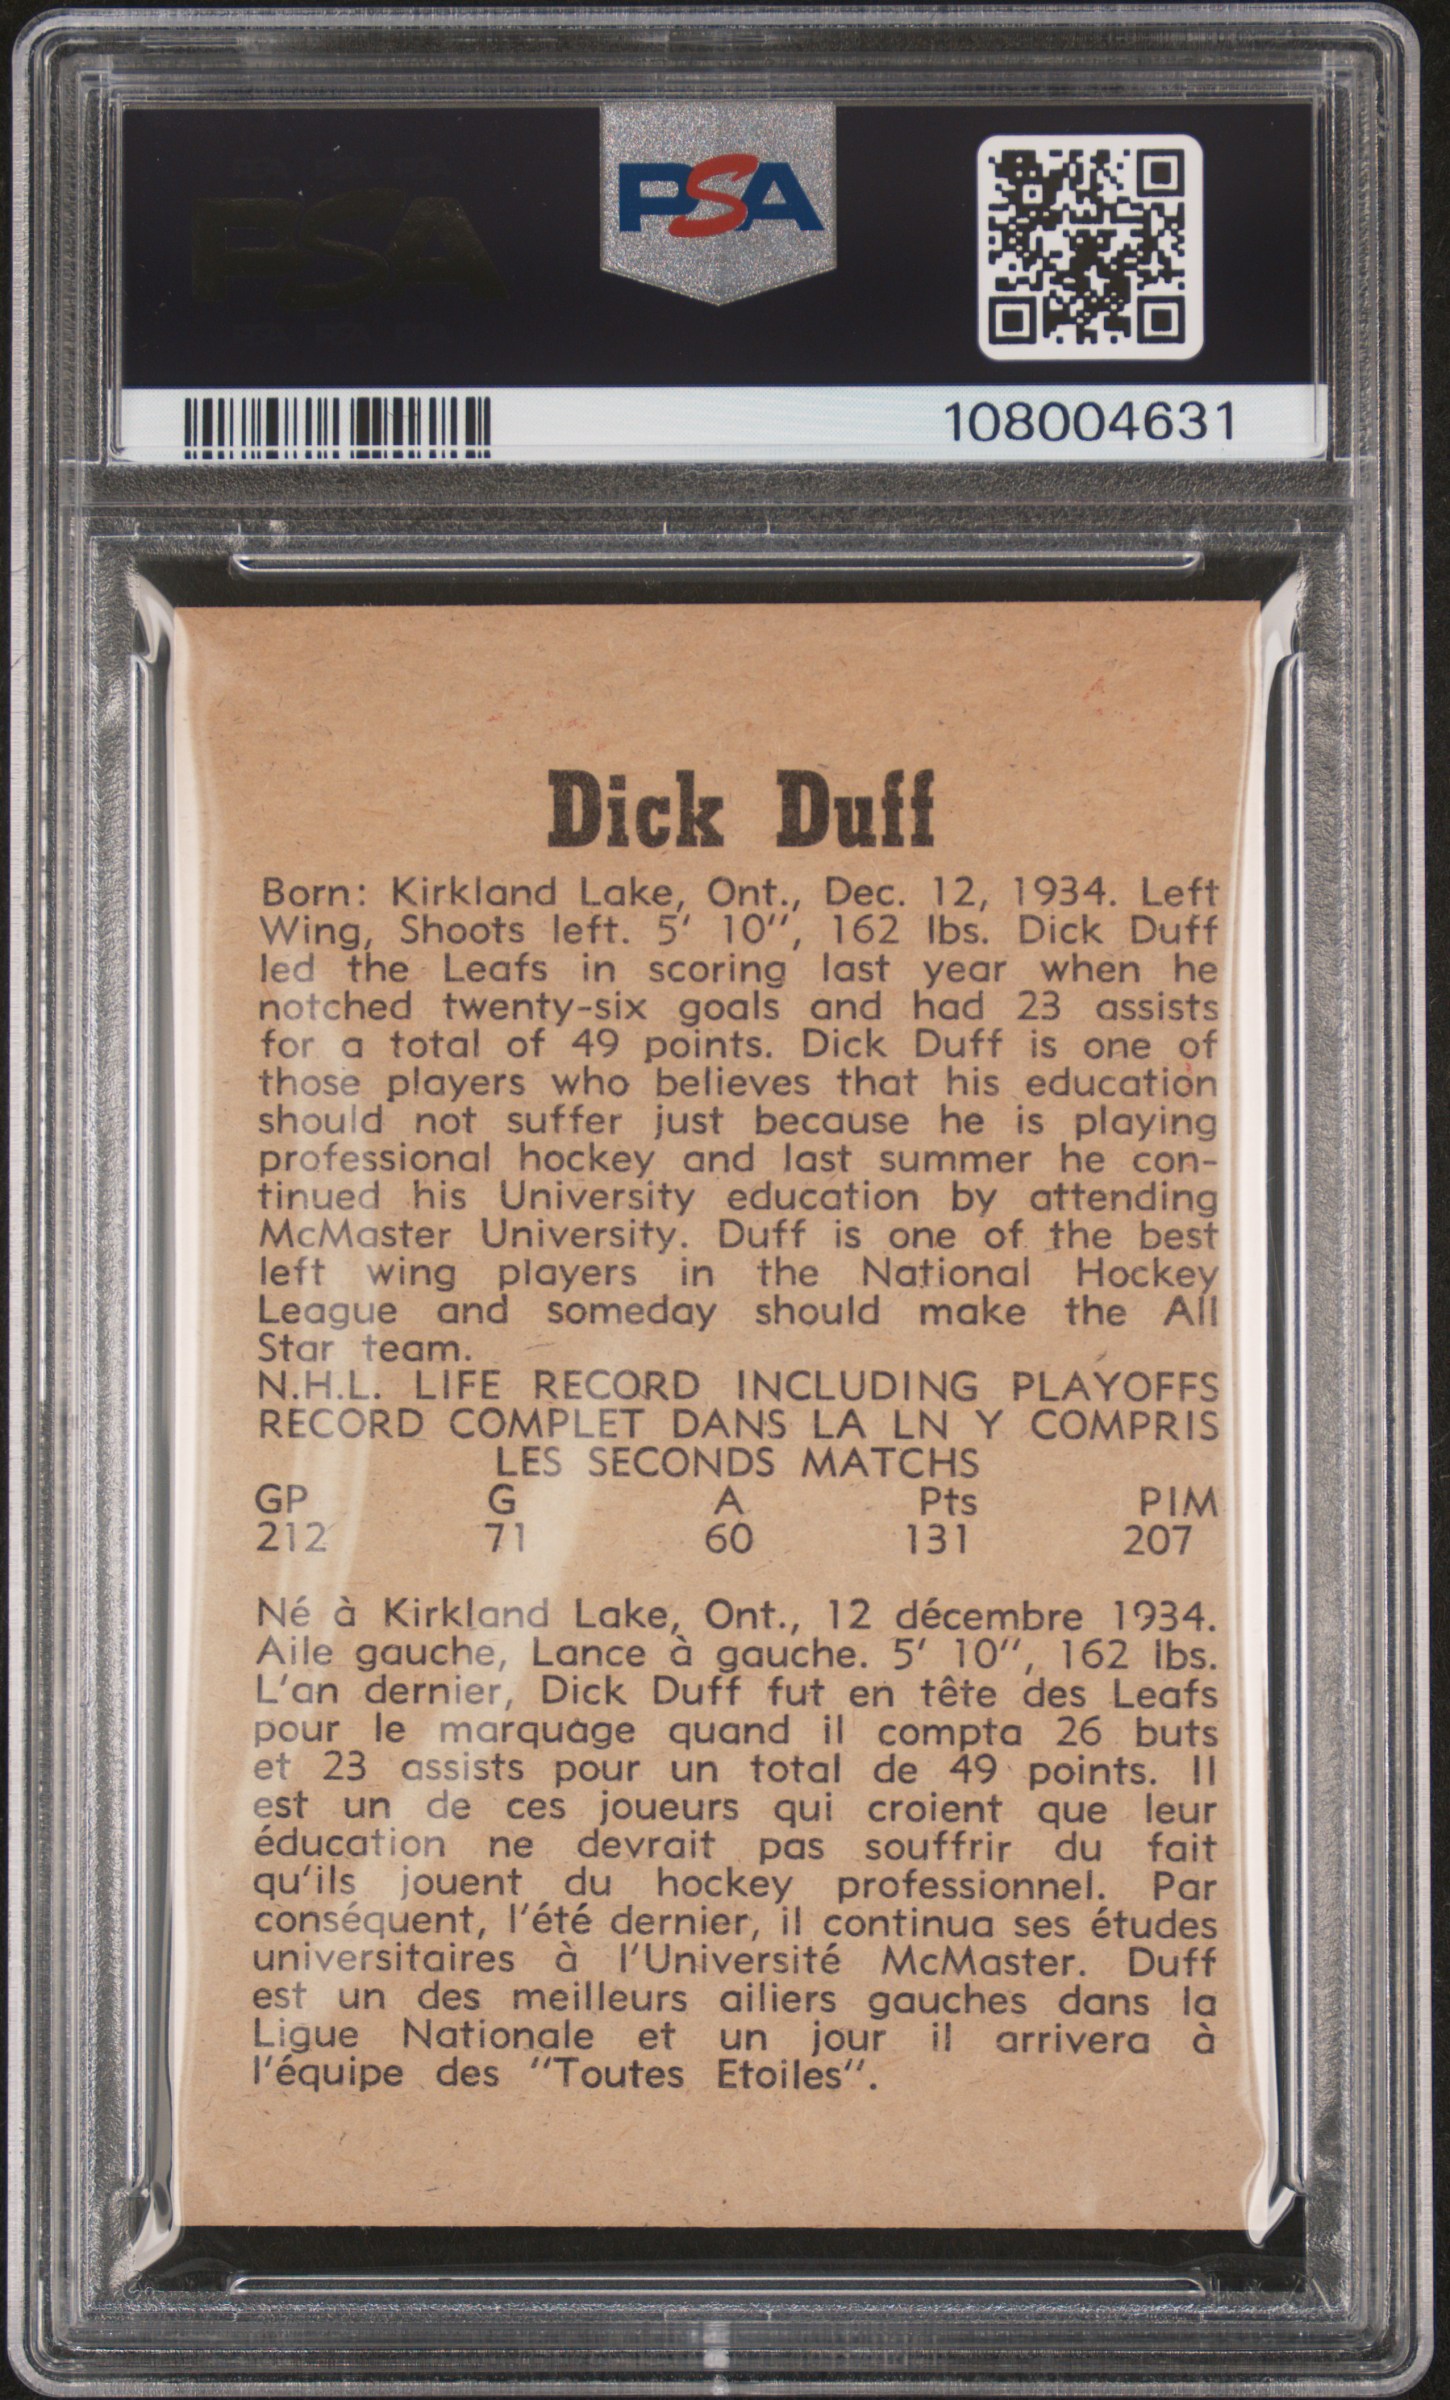 PSA
PSA
108004631
Dick Duff
Born: Kirkland Lake, Ont., Dec. 12, 1934. Left
Wing, Shoots left. 5' 10", 162 lbs. Dick Duff
led the Leafs in scoring last year when he
notched twenty-six goals and had 23 assists
for a total of 49 points. Dick Duff is one of
those players who believes that his education
should not suffer just because he is playing
professional hockey and last summer he con-
tinued his University education by attending
McMaster University. Duff is one of the best
left wing players in the National Hockey
League and someday should make the All
Star team.
N.H.L. LIFE RECORD INCLUDING PLAYOFFS
RECORD COMPLET DANS LA LN Y COMPRIS
LES SECONDS MATCHS
GP G A Pts PIM
212 71 60 131 207
Né à Kirkland Lake, Ont., 12 décembre 1934.
Aile gauche, Lance à gauche. 5' 10", 162 lbs.
L'an dernier, Dick Duff fut en tête des Leafs
pour le marquage quand il compta 26 buts
et 23 assists pour un total de 49 points. Il
est un de ces joueurs qui croient que leur
éducation ne devrait pas souffrir du fait
qu'ils jouent du hockey professionnel. Par
conséquent, l'été dernier, il continua ses études
universitaires à l'Université McMaster. Duff
est un des meilleurs ailiers gauches dans la
Ligue Nationale et un jour il arrivera à
l'équipe des "Toutes Etoiles".